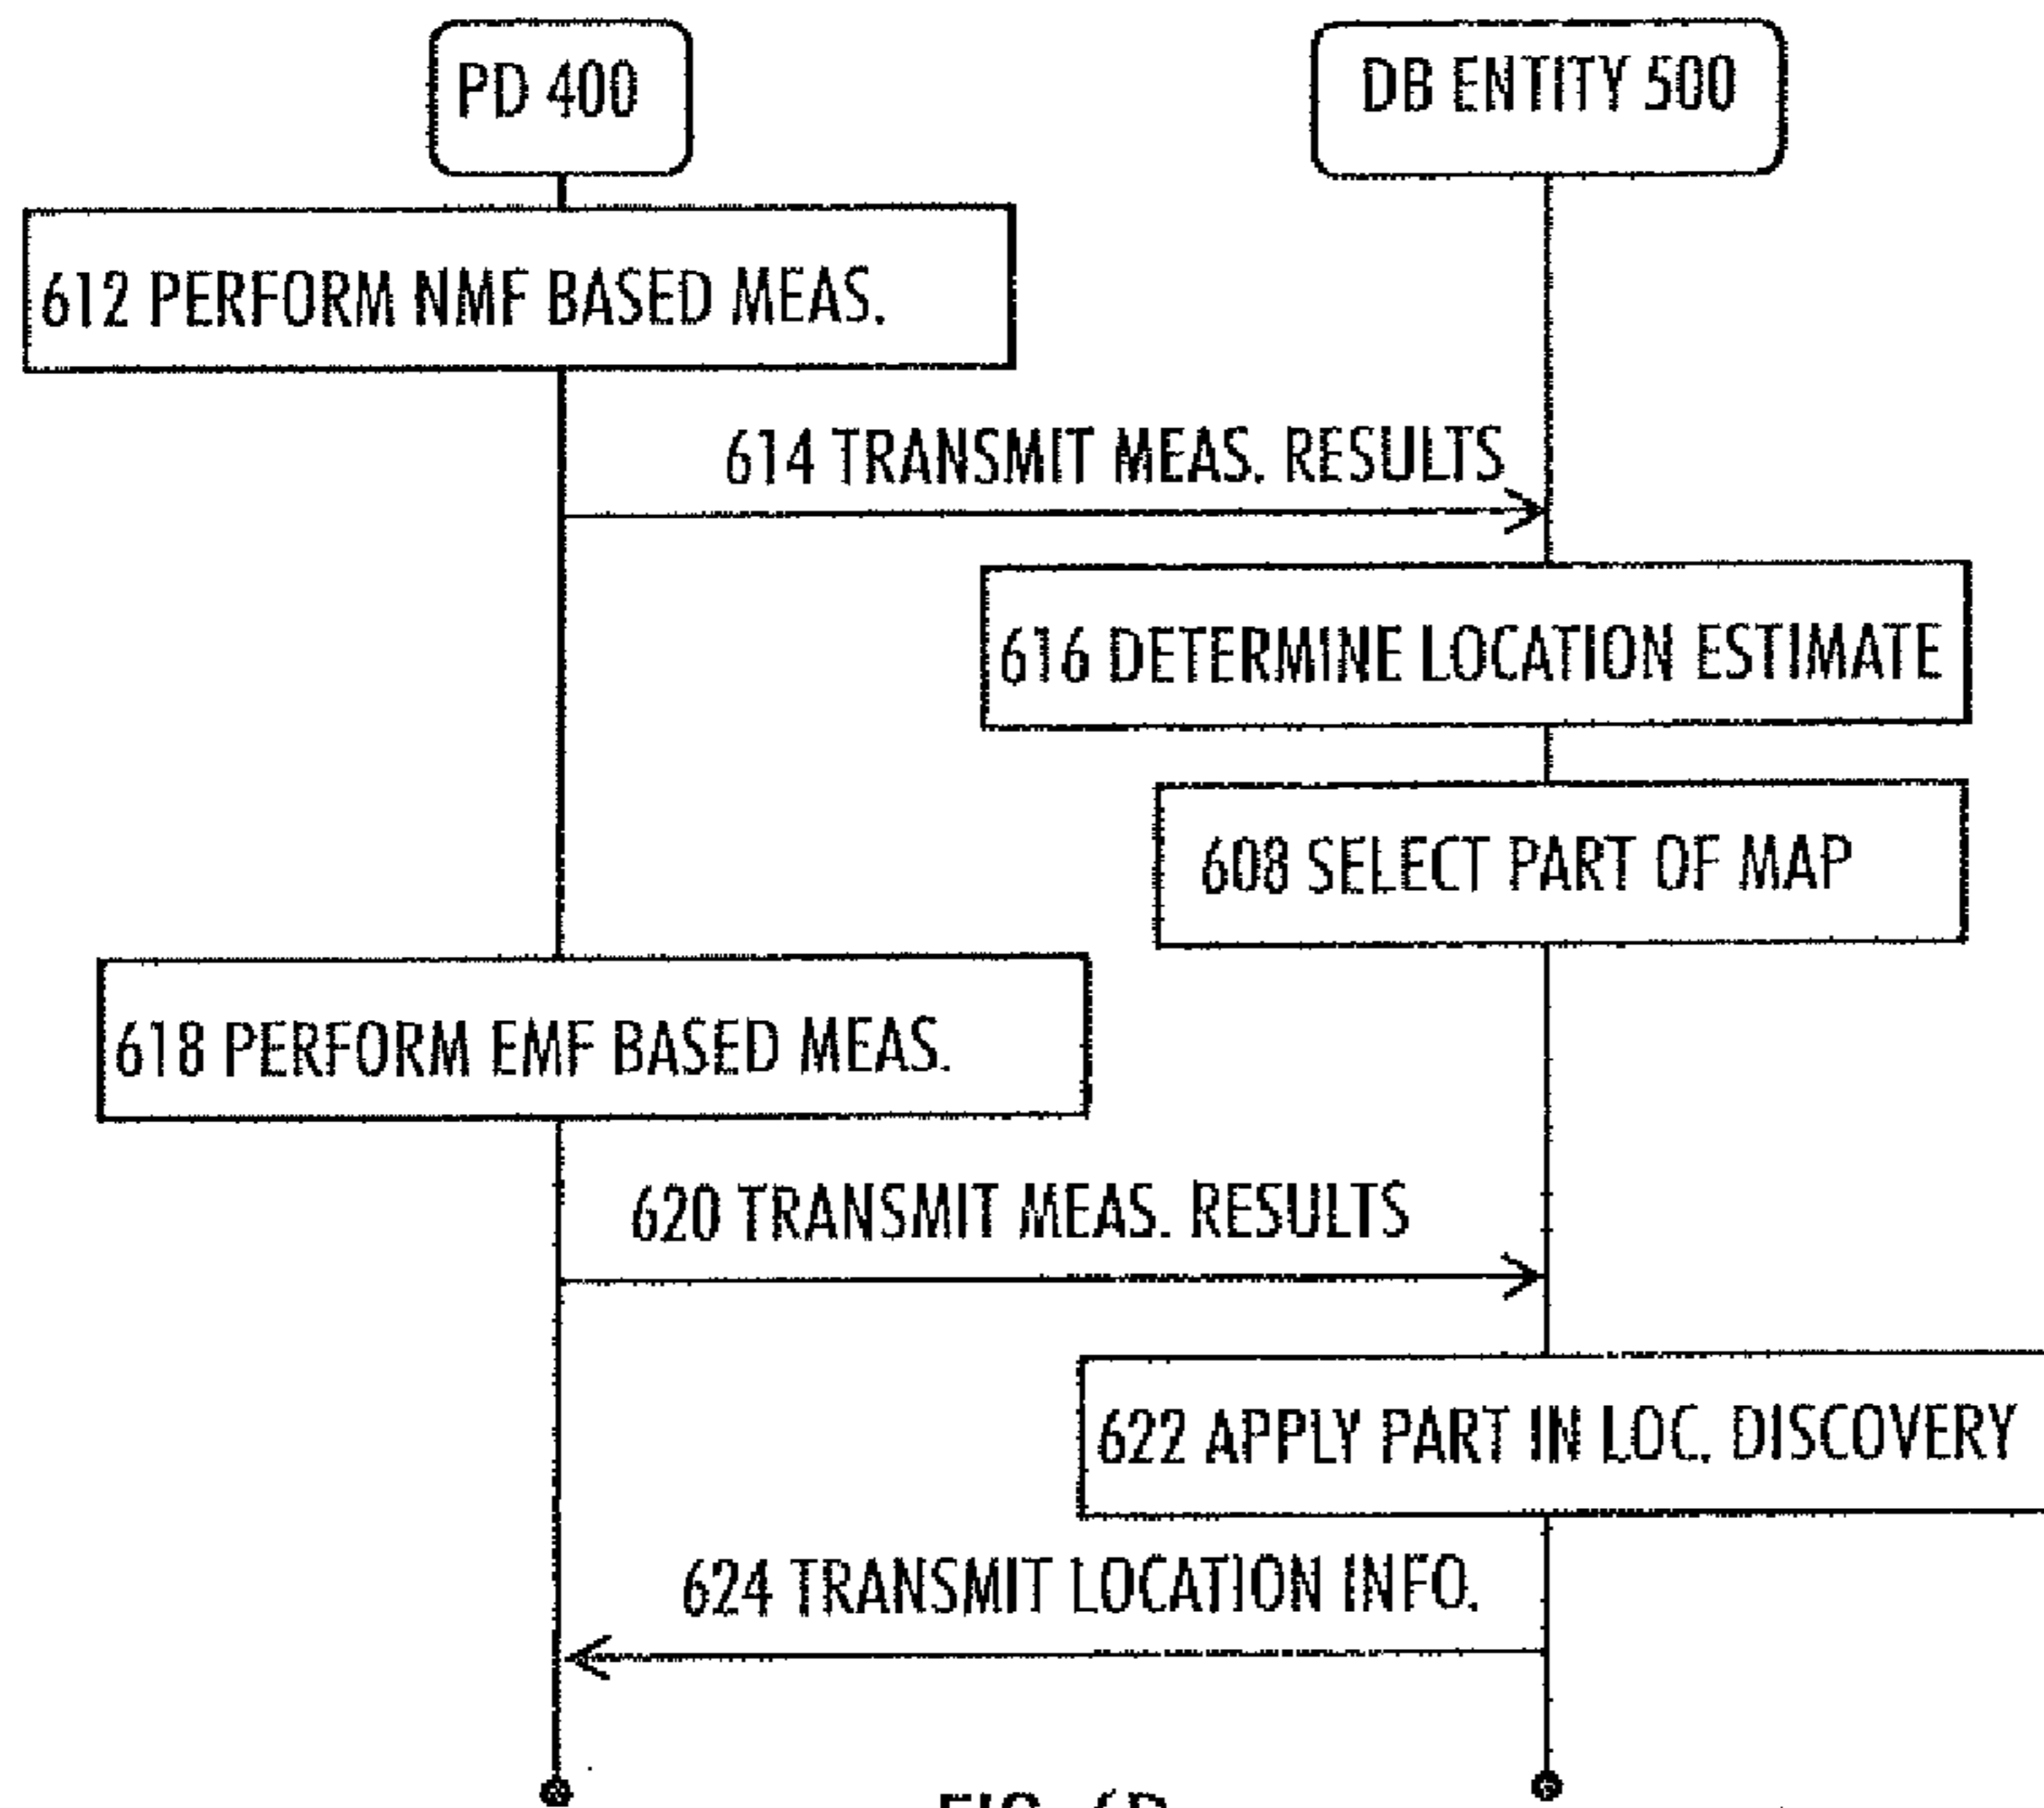 PD 400
DB ENTITY 500
612 PERFORM NMF BASED MEAS.
614 TRANSMIT MEAS. RESULTS
616 DETERMINE LOCATION ESTIMATE
608 SELECT PART OF MAP
618 PERFORM EMF BASED MEAS.
620 TRANSMIT MEAS. RESULTS
622 APPLY PART IN LOC. DISCOVERY
624 TRANSMIT LOCATION INFO.